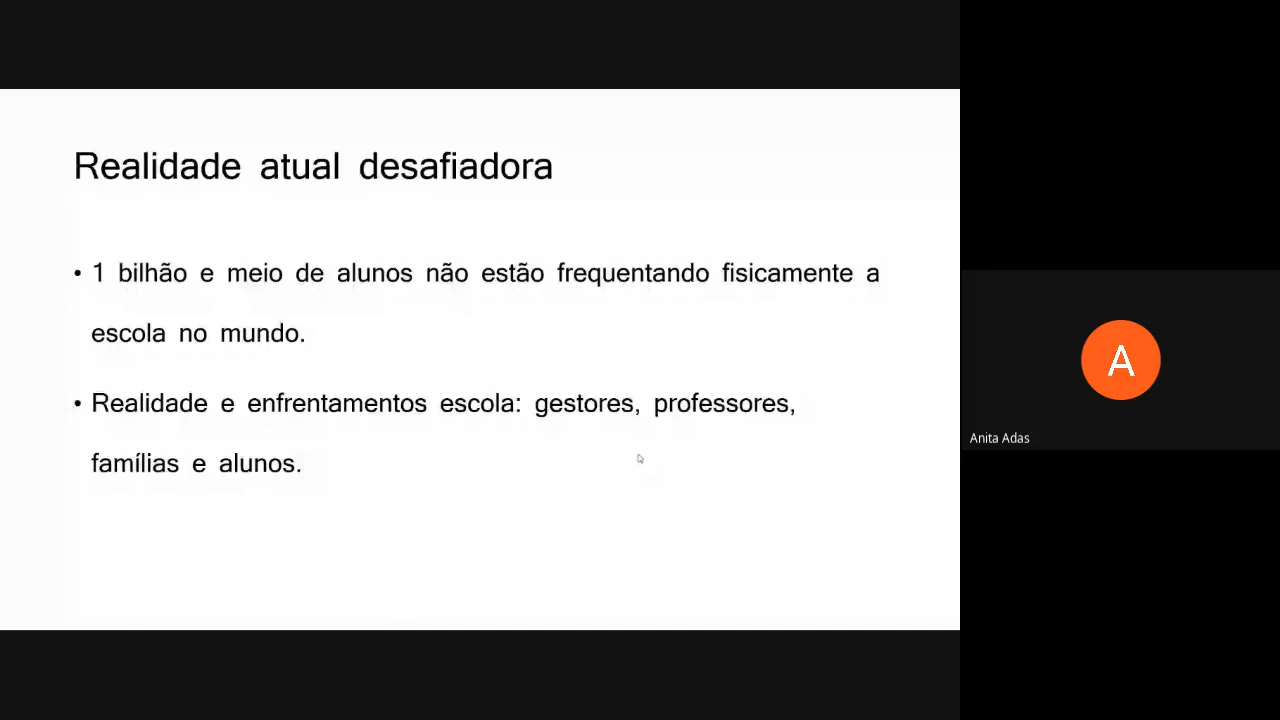 Realidade atual desafiadora
• 1 bilhão e meio de alunos não estão frequentando fisicamente a
escola no mundo.
• Realidade e enfrentamentos escola: gestores, professores,
famílias e alunos.
A
Anita Adas